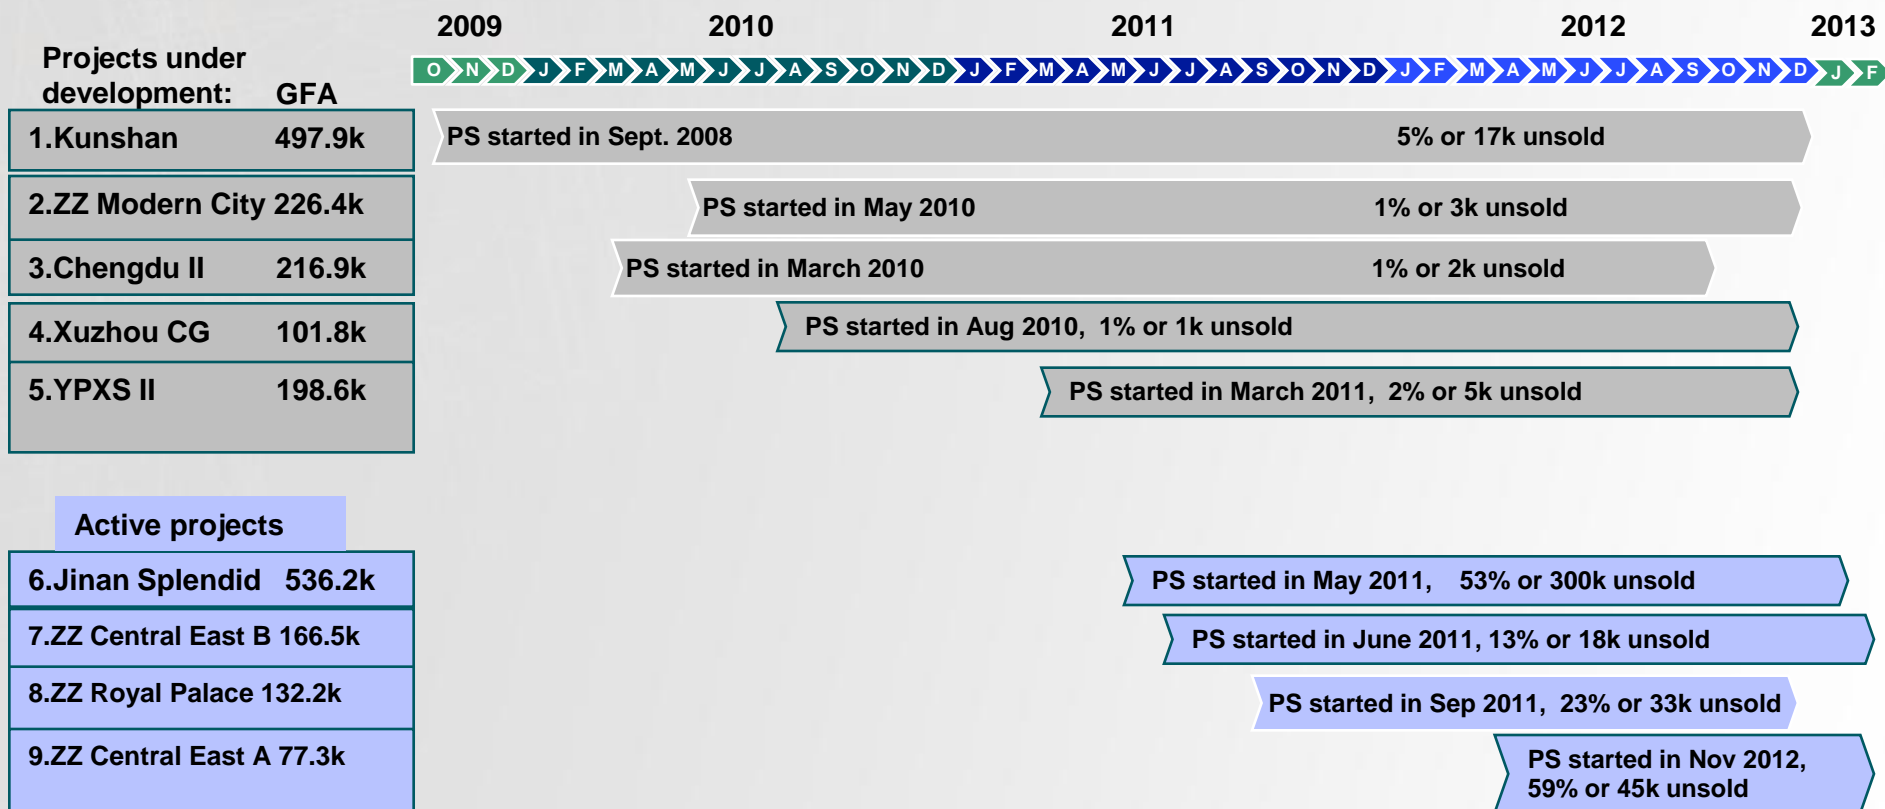 2009 2010 2011 2012 2013
Projects under
development: GFA
O N D J F M A M J J A S O N D J F M A M J J A S O N D J F M A M J J A S O N D J F
1.Kunshan 497.9k PS started in Sept. 2008 5% or 17k unsold
2.ZZ Modern City 226.4k PS started in May 2010 1% or 3k unsold
3.Chengdu II 216.9k PS started in March 2010 1% or 2k unsold
4.Xuzhou CG 101.8k PS started in Aug 2010, 1% or 1k unsold
5.YPXS II 198.6k PS started in March 2011, 2% or 5k unsold
Active projects
6.Jinan Splendid 536.2k PS started in May 2011, 53% or 300k unsold
7.ZZ Central East B 166.5k PS started in June 2011, 13% or 18k unsold
8.ZZ Royal Palace 132.2k PS started in Sep 2011, 23% or 33k unsold
9.ZZ Central East A 77.3k PS started in Nov 2012,
59% or 45k unsold